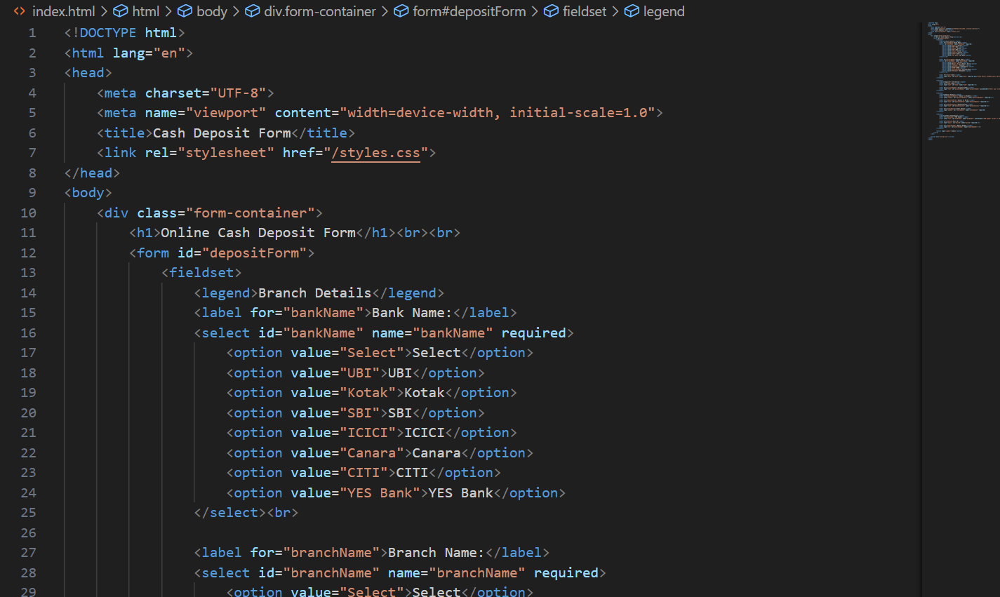 index.html > html > body > div.form-container > form#depositForm > fieldset > legend
1 <!DOCTYPE html>
2 <html lang="en">
3 <head>
4     <meta charset="UTF-8">
5     <meta name="viewport" content="width=device-width, initial-scale=1.0">
6     <title>Cash Deposit Form</title>
7     <link rel="stylesheet" href="/styles.css">
8 </head>
9 <body>
10     <div class="form-container">
11         <h1>Online Cash Deposit Form</h1><br><br>
12         <form id="depositForm">
13             <fieldset>
14                 <legend>Branch Details</legend>
15                 <label for="bankName">Bank Name:</label>
16                 <select id="bankName" name="bankName" required>
17                     <option value="Select">Select</option>
18                     <option value="UBI">UBI</option>
19                     <option value="Kotak">Kotak</option>
20                     <option value="SBI">SBI</option>
21                     <option value="ICICI">ICICI</option>
22                     <option value="Canara">Canara</option>
23                     <option value="CITI">CITI</option>
24                     <option value="YES Bank">YES Bank</option>
25                 </select><br>
26
27                 <label for="branchName">Branch Name:</label>
28                 <select id="branchName" name="branchName" required>
29                     <option value="Select">Select</option>